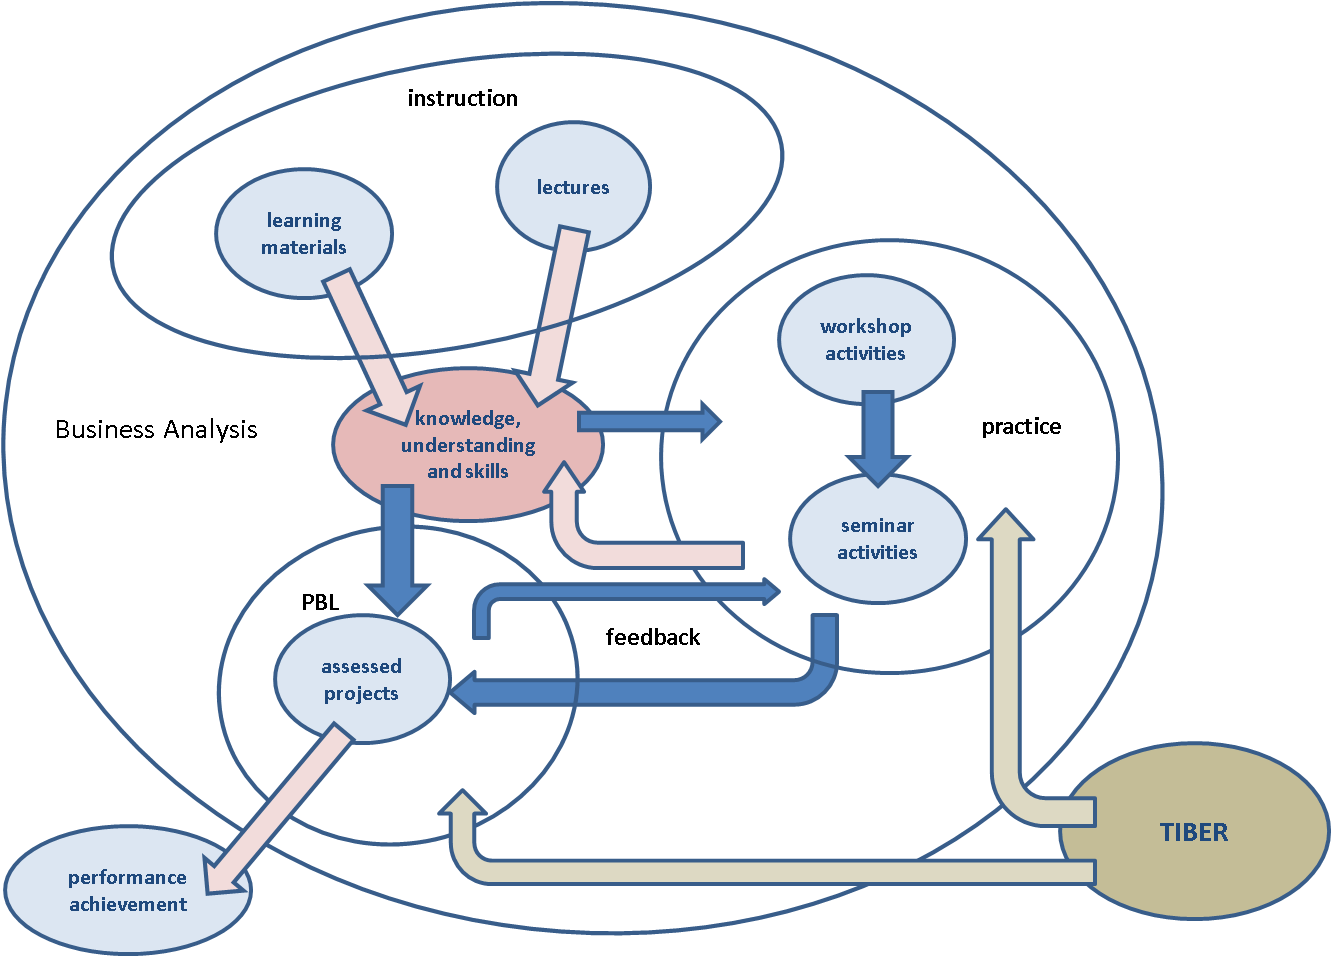 instruction
lectures
learning
materials
workshop
activities
Business Analysis
knowledge,
understanding
and skills
practice
seminar
activities
PBL
feedback
assessed
projects
TIBER
performance
achievement